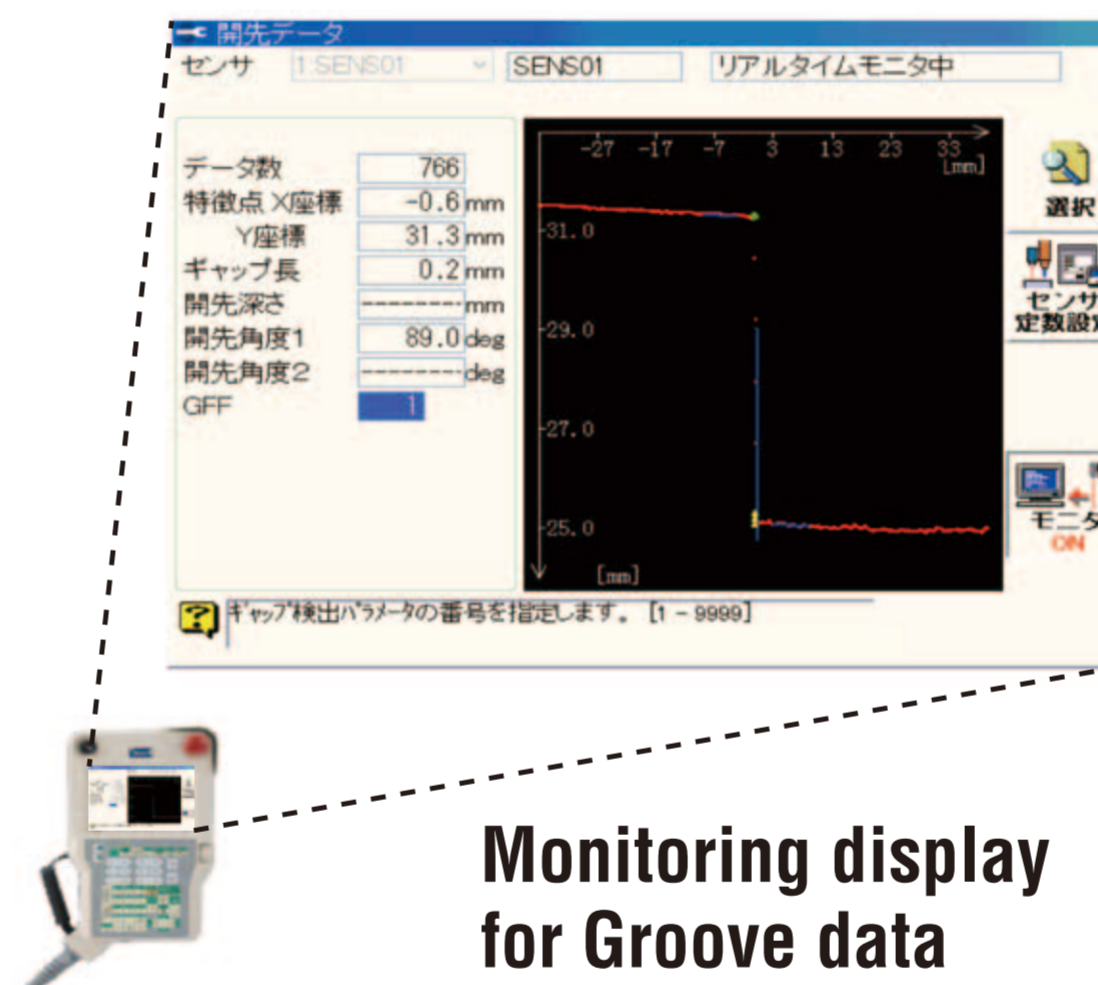 開先データ
センサ 1:SENS01 SENS01 リアルタイムモニタ中
データ数 766
特徴点 X座標 -0.6 mm
Y座標 31.3 mm
ギャップ長 0.2 mm
開先深さ ------- mm
開先角度1 89.0 deg
開先角度2 ------- deg
GFF 1
-27 -17 -7 3 13 23 33
[mm]
31.0
29.0
27.0
25.0
[mm]
選択
センサ
定数設定
モニタ
ON
ギャップ検出パラメータの番号を指定します。 [1 - 9999]
Monitoring display
for Groove data